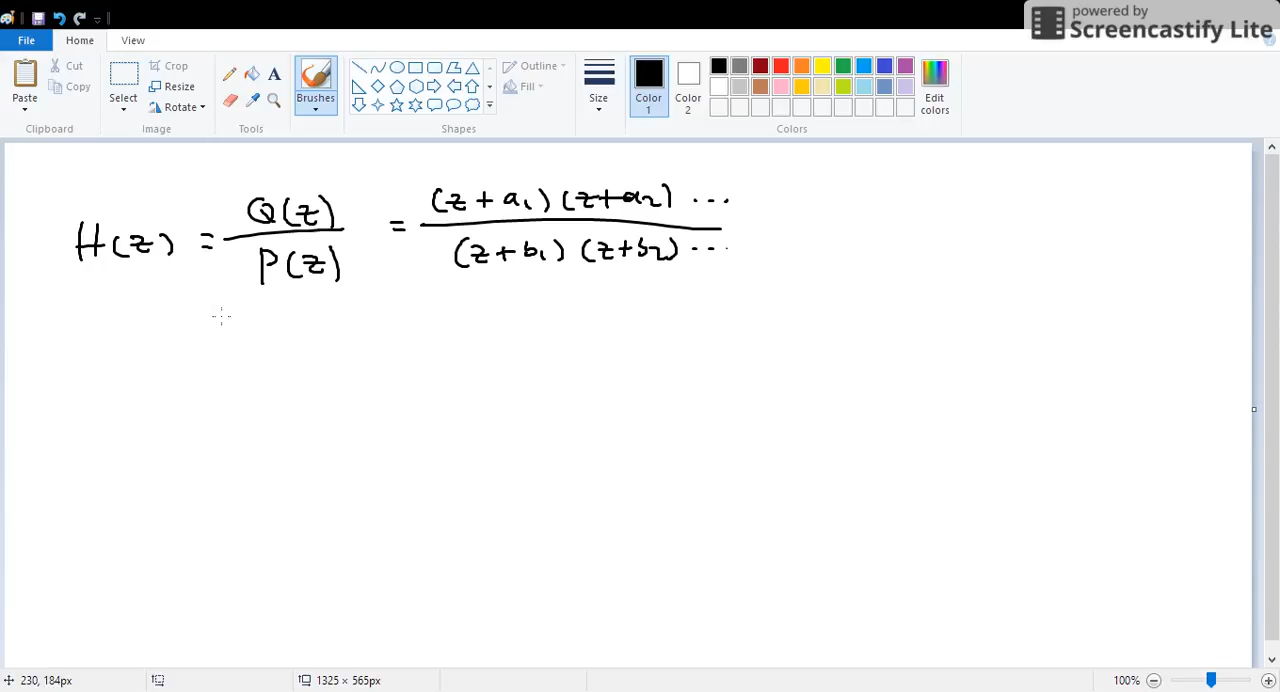 powered by
Screencastify Lite
File Home View
Paste
Cut
Copy
Clipboard
Select
Crop
Resize
Rotate
Image
A
Tools
Brushes
Outline
Fill
Shapes
Size
Color 1
Color 2
Edit colors
Colors
H(z) = Q(z) / P(z) = (z+a₁)(z+a₂) ... / (z+b₁)(z+b₂) ...
230, 184px
1325 × 565px
100%